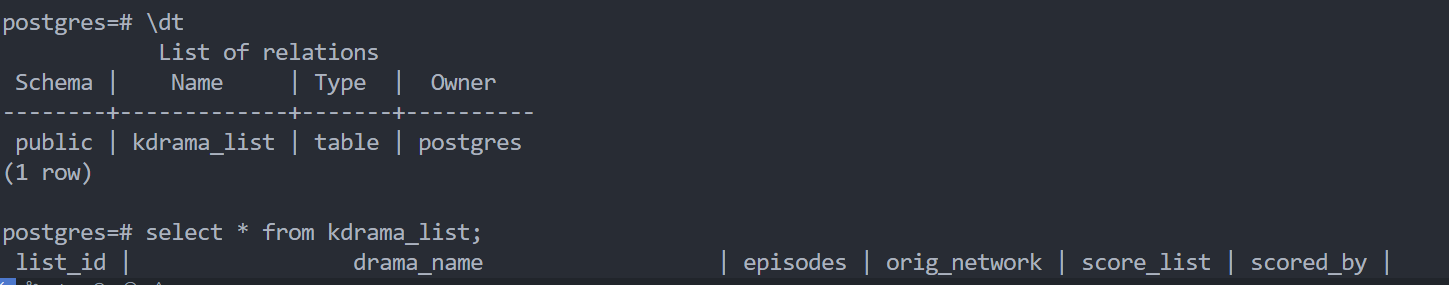 postgres=# \dt
List of relations
Schema | Name | Type | Owner
--------+-------------+-------+----------
public | kdrama_list | table | postgres
(1 row)
postgres=# select * from kdrama_list;
list_id | drama_name | episodes | orig_network | score_list | scored_by |